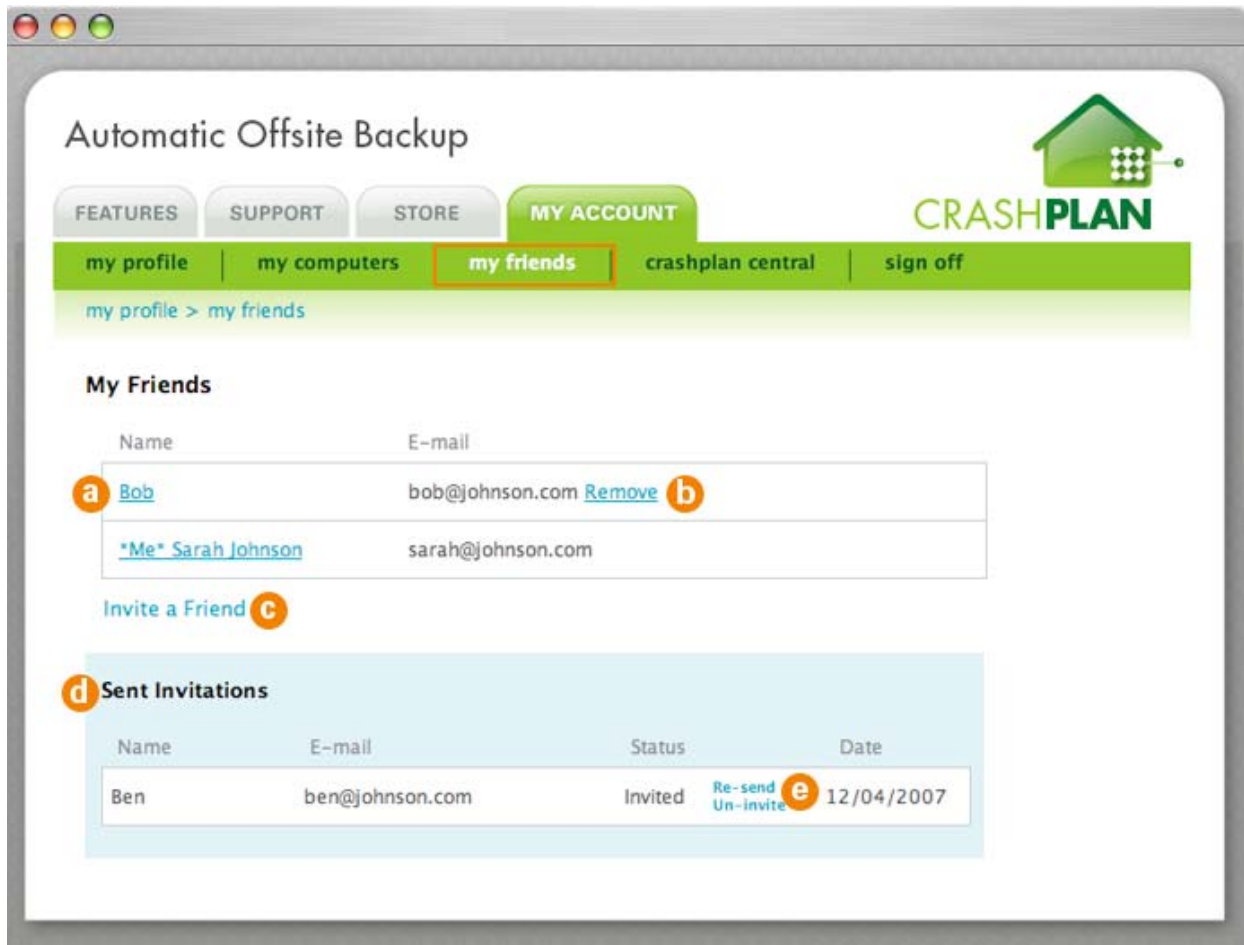 Automatic Offsite Backup
FEATURES SUPPORT STORE MY ACCOUNT
CRASHPLAN
my profile | my computers | my friends | crashplan central | sign off
my profile > my friends
My Friends
Name E-mail
a Bob bob@johnson.com Remove b
*Me* Sarah Johnson sarah@johnson.com
Invite a Friend c
d Sent Invitations
Name E-mail Status Date
Ben ben@johnson.com Invited Re-send Un-invite e 12/04/2007